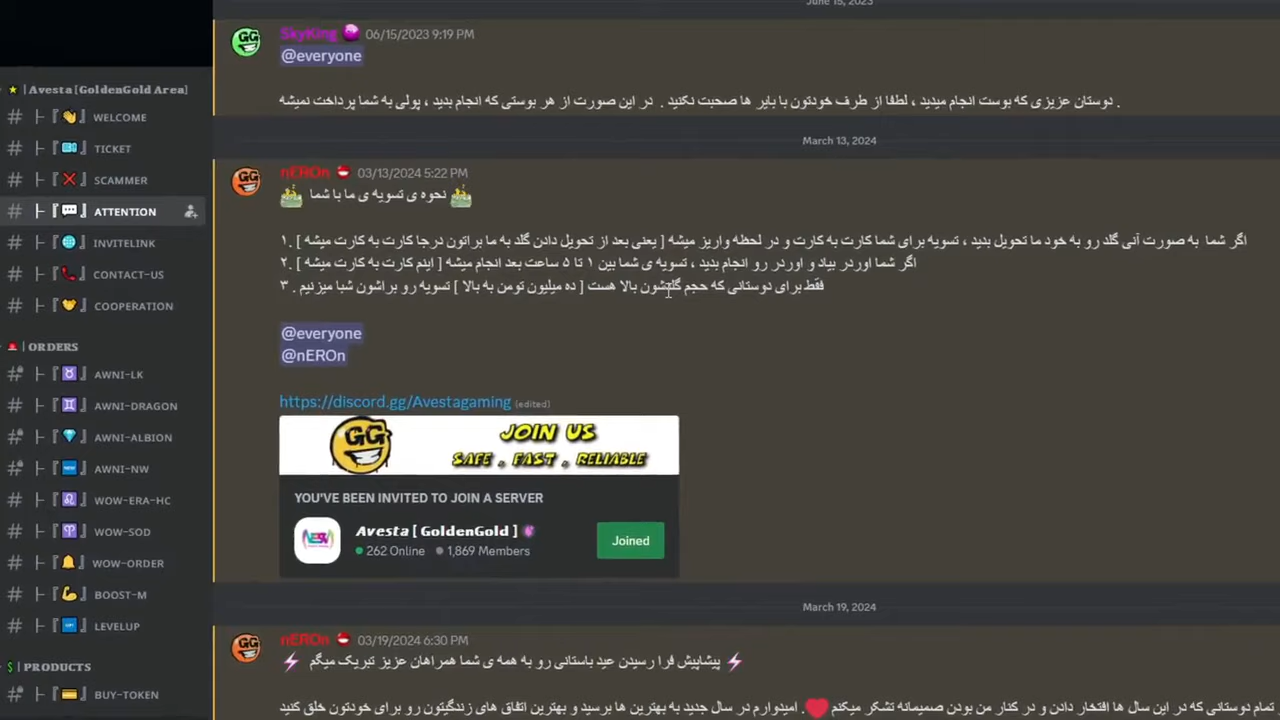 June 15, 2023
Avesta [GoldenGold Area]
WELCOME
TICKET
SCAMMER
ATTENTION
INVITELINK
CONTACT-US
COOPERATION
ORDERS
AWNI-LK
AWNI-DRAGON
AWNI-ALBION
AWNI-NW
WOW-ERA-HC
WOW-SOD
WOW-ORDER
BOOST-M
LEVELUP
PRODUCTS
BUY-TOKEN
SkyKing 06/15/2023 9:19 PM
@everyone
دوستان عزیزی که بوست انجام میدید ، لطفا از طرف خودتون با بایر ها صحبت نکنید . در این صورت از هر بوستی که انجام بدید ، پولی به شما پرداخت نمیشه .
March 13, 2024
nEROn 03/13/2024 5:22 PM
نحوه ی تسویه ی ما با شما
۱. اگر شما به صورت آنی گلد رو به خود ما تحویل بدید ، تسویه برای شما کارت به کارت و در لحظه واریز میشه [ یعنی بعد از تحویل دادن گلد به ما براتون درجا کارت به کارت میشه ]
۲. اگر شما اوردر بیاد و اوردر رو انجام بدید ، تسویه ی شما بین ۱ تا ۵ ساعت بعد انجام میشه [ اینم کارت به کارت میشه ]
۳ . فقط برای دوستانی که حجم گلدشون بالا هست [ ده میلیون تومن به بالا ] تسویه رو براشون شبا میزنیم
@everyone
@nEROn
https://discord.gg/Avestagaming (edited)
GG
JOIN US
SAFE . FAST . RELIABLE
YOU'VE BEEN INVITED TO JOIN A SERVER
Avesta [ GoldenGold ]
262 Online 1,869 Members
Joined
March 19, 2024
nEROn 03/19/2024 6:30 PM
پیشاپیش فرا رسیدن عید باستانی رو به همه ی شما همراهان عزیز تبریک میگم
تمام دوستانی که در این سال ها افتخار دادن و در کنار من بودن صمیمانه تشکر میکنم . امیدوارم در سال جدید به بهترین ها برسید و بهترین اتفاق های زندگیتون رو برای خودتون خلق کنید